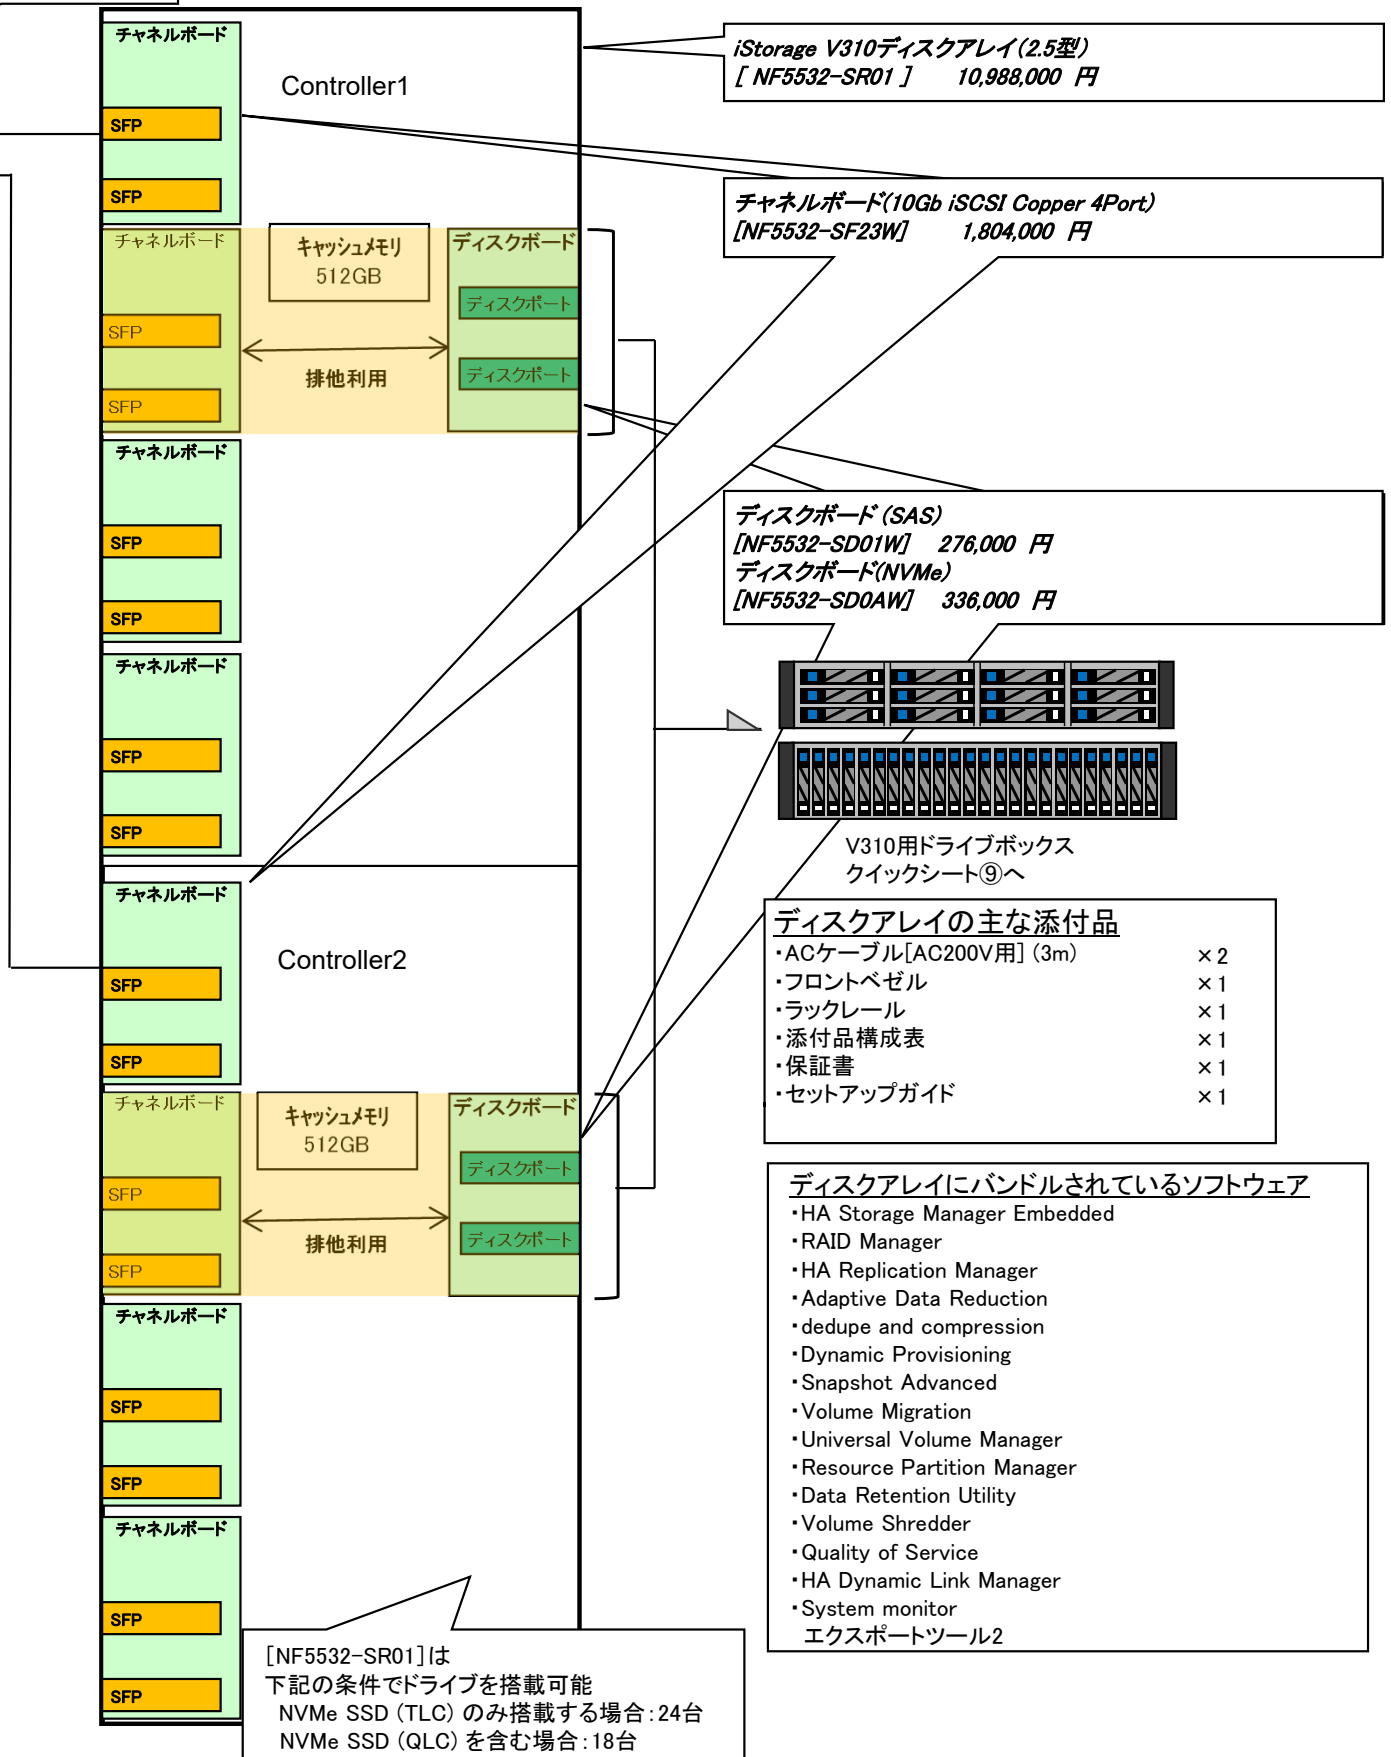 チャネルボード
Controller1
SFP
SFP
iStorage V310ディスクアレイ(2.5型)
[ NF5532-SR01 ] 10,988,000 円
チャネルボード(10Gb iSCSI Copper 4Port)
[NF5532-SF23W] 1,804,000 円
チャネルボード
キャッシュメモリ
512GB
ディスクボード
ディスクポート
SFP
排他利用
ディスクポート
SFP
チャネルボード
SFP
SFP
ディスクボード (SAS)
[NF5532-SD01W] 276,000 円
ディスクボード(NVMe)
[NF5532-SD0AW] 336,000 円
チャネルボード
SFP
SFP
V310用ドライブボックス
クイックシート⑨へ
チャネルボード
Controller2
SFP
SFP
ディスクアレイの主な添付品
・ACケーブル[AC200V用] (3m) ×2
・フロントベゼル ×1
・ラックレール ×1
・添付品構成表 ×1
・保証書 ×1
・セットアップガイド ×1
チャネルボード
キャッシュメモリ
512GB
ディスクボード
ディスクポート
SFP
排他利用
ディスクポート
SFP
チャネルボード
SFP
SFP
チャネルボード
SFP
SFP
ディスクアレイにバンドルされているソフトウェア
・HA Storage Manager Embedded
・RAID Manager
・HA Replication Manager
・Adaptive Data Reduction
・dedupe and compression
・Dynamic Provisioning
・Snapshot Advanced
・Volume Migration
・Universal Volume Manager
・Resource Partition Manager
・Data Retention Utility
・Volume Shredder
・Quality of Service
・HA Dynamic Link Manager
・System monitor
エクスポートツール2
[NF5532-SR01]は
下記の条件でドライブを搭載可能
NVMe SSD (TLC) のみ搭載する場合:24台
NVMe SSD (QLC) を含む場合:18台